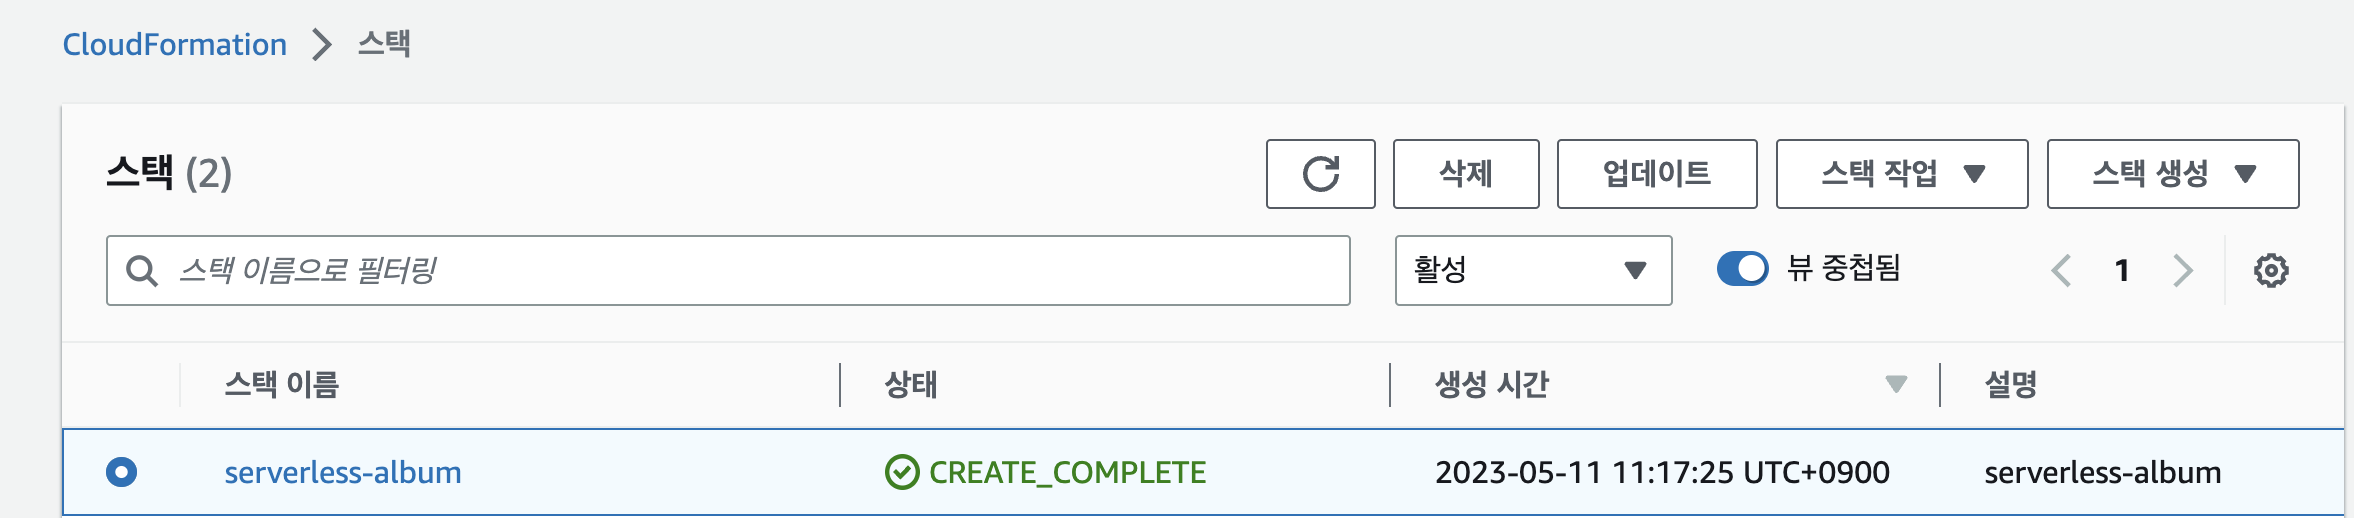 CloudFormation > 스택
스택 (2)
삭제 업데이트 스택 작업 스택 생성
스택 이름으로 필터링 활성 뷰 중첩됨 1
스택 이름 상태 생성 시간 설명
serverless-album CREATE_COMPLETE 2023-05-11 11:17:25 UTC+0900 serverless-album